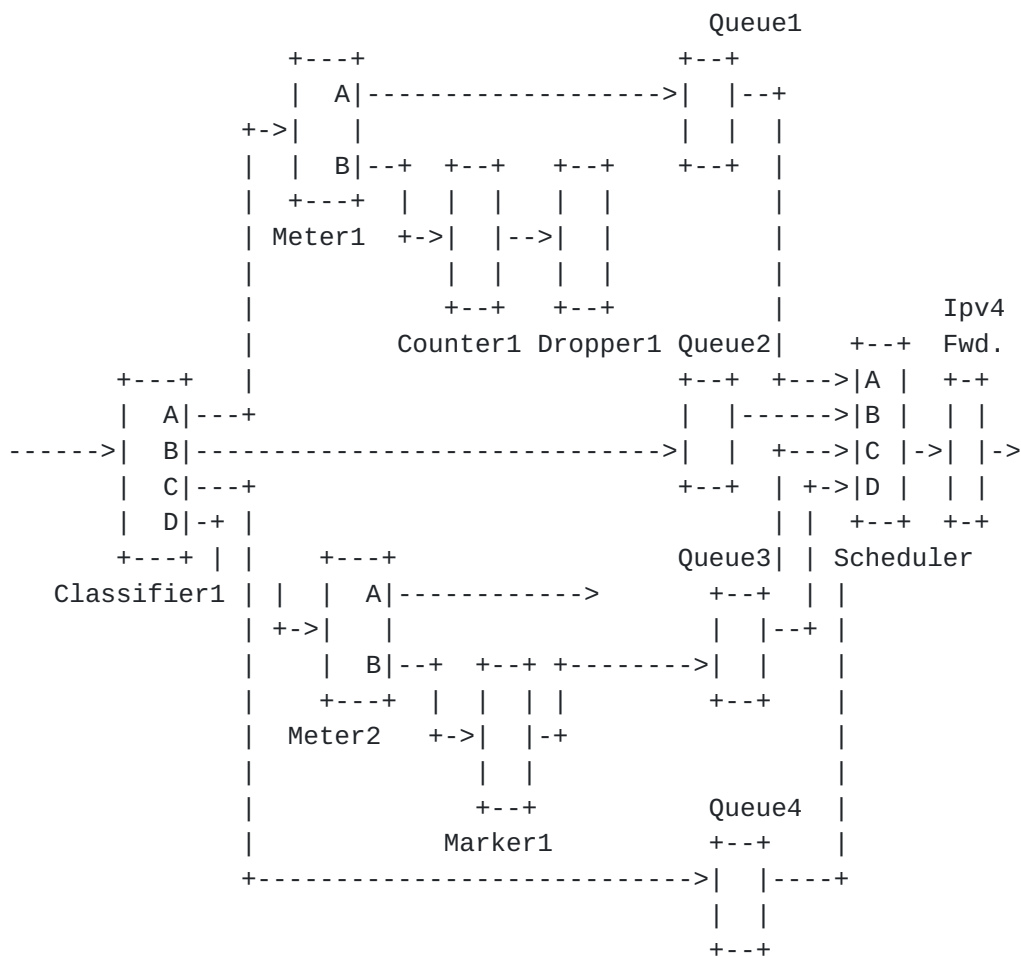 Queue1
A
B
Meter1
Ipv4
Counter1 Dropper1 Queue2 Fwd.
A
A B
B C
C D
D
Queue3 Scheduler
Classifier1 A
B
Meter2
Queue4
Marker1